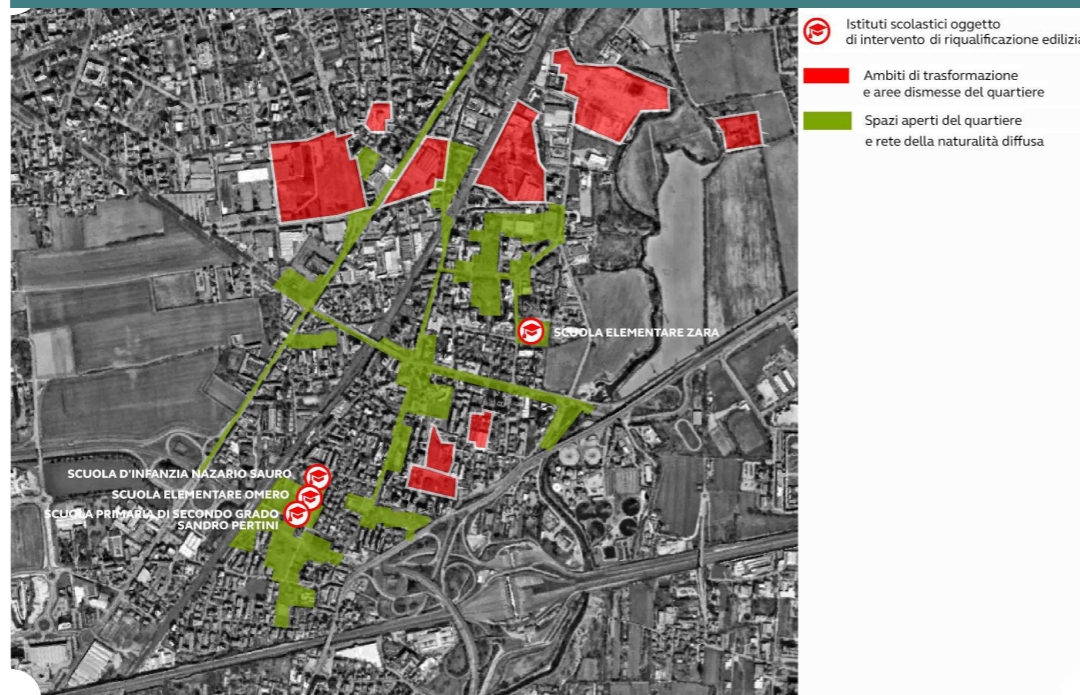 Istituti scolastici oggetto
di intervento di riqualificazione edilizia
Ambiti di trasformazione
e aree dismesse del quartiere
Spazi aperti del quartiere
e rete della naturalità diffusa
SCUOLA ELEMENTARE ZARA
SCUOLA D'INFANZIA NAZARIO SAURO
SCUOLA ELEMENTARE OMERO
SCUOLA PRIMARIA DI SECONDO GRADO
SANDRO PERTINI